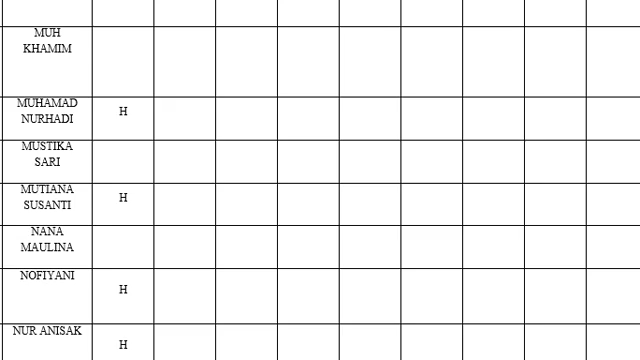 MUH
KHAMIM
MUHAMAD
NURHADI
H
MUSTIKA
SARI
MUTIANA
SUSANTI
H
NANA
MAULINA
NOFIYANI
H
NUR ANISAK
H